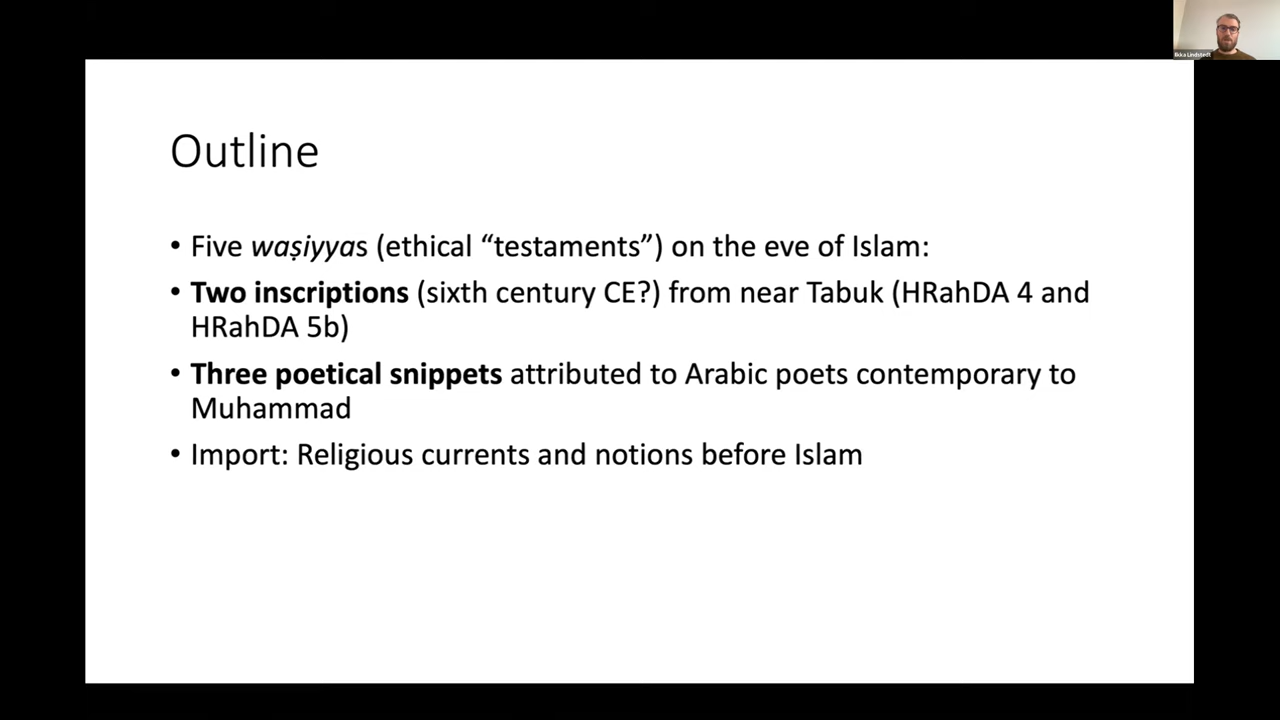 Ilkka Lindstedt
Outline
• Five waṣiyyas (ethical “testaments”) on the eve of Islam:
• Two inscriptions (sixth century CE?) from near Tabuk (HRahDA 4 and
HRahDA 5b)
• Three poetical snippets attributed to Arabic poets contemporary to
Muhammad
• Import: Religious currents and notions before Islam